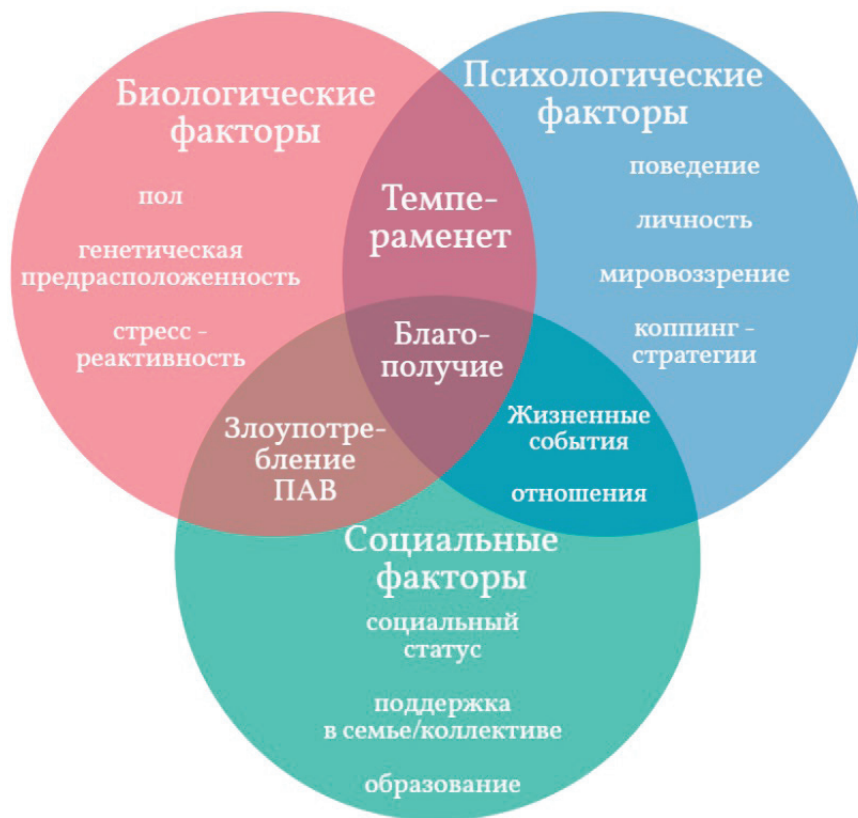 Биологические
факторы
пол
генетическая
предрасположенность
стресс -
реактивность
Психологические
факторы
поведение
личность
мировоззрение
коппинг -
стратегии
Темпе-
раменет
Благо-
получие
Злоупотре-
бление
ПАВ
Жизненные
события
отношения
Социальные
факторы
социальный
статус
поддержка
в семье/коллективе
образование